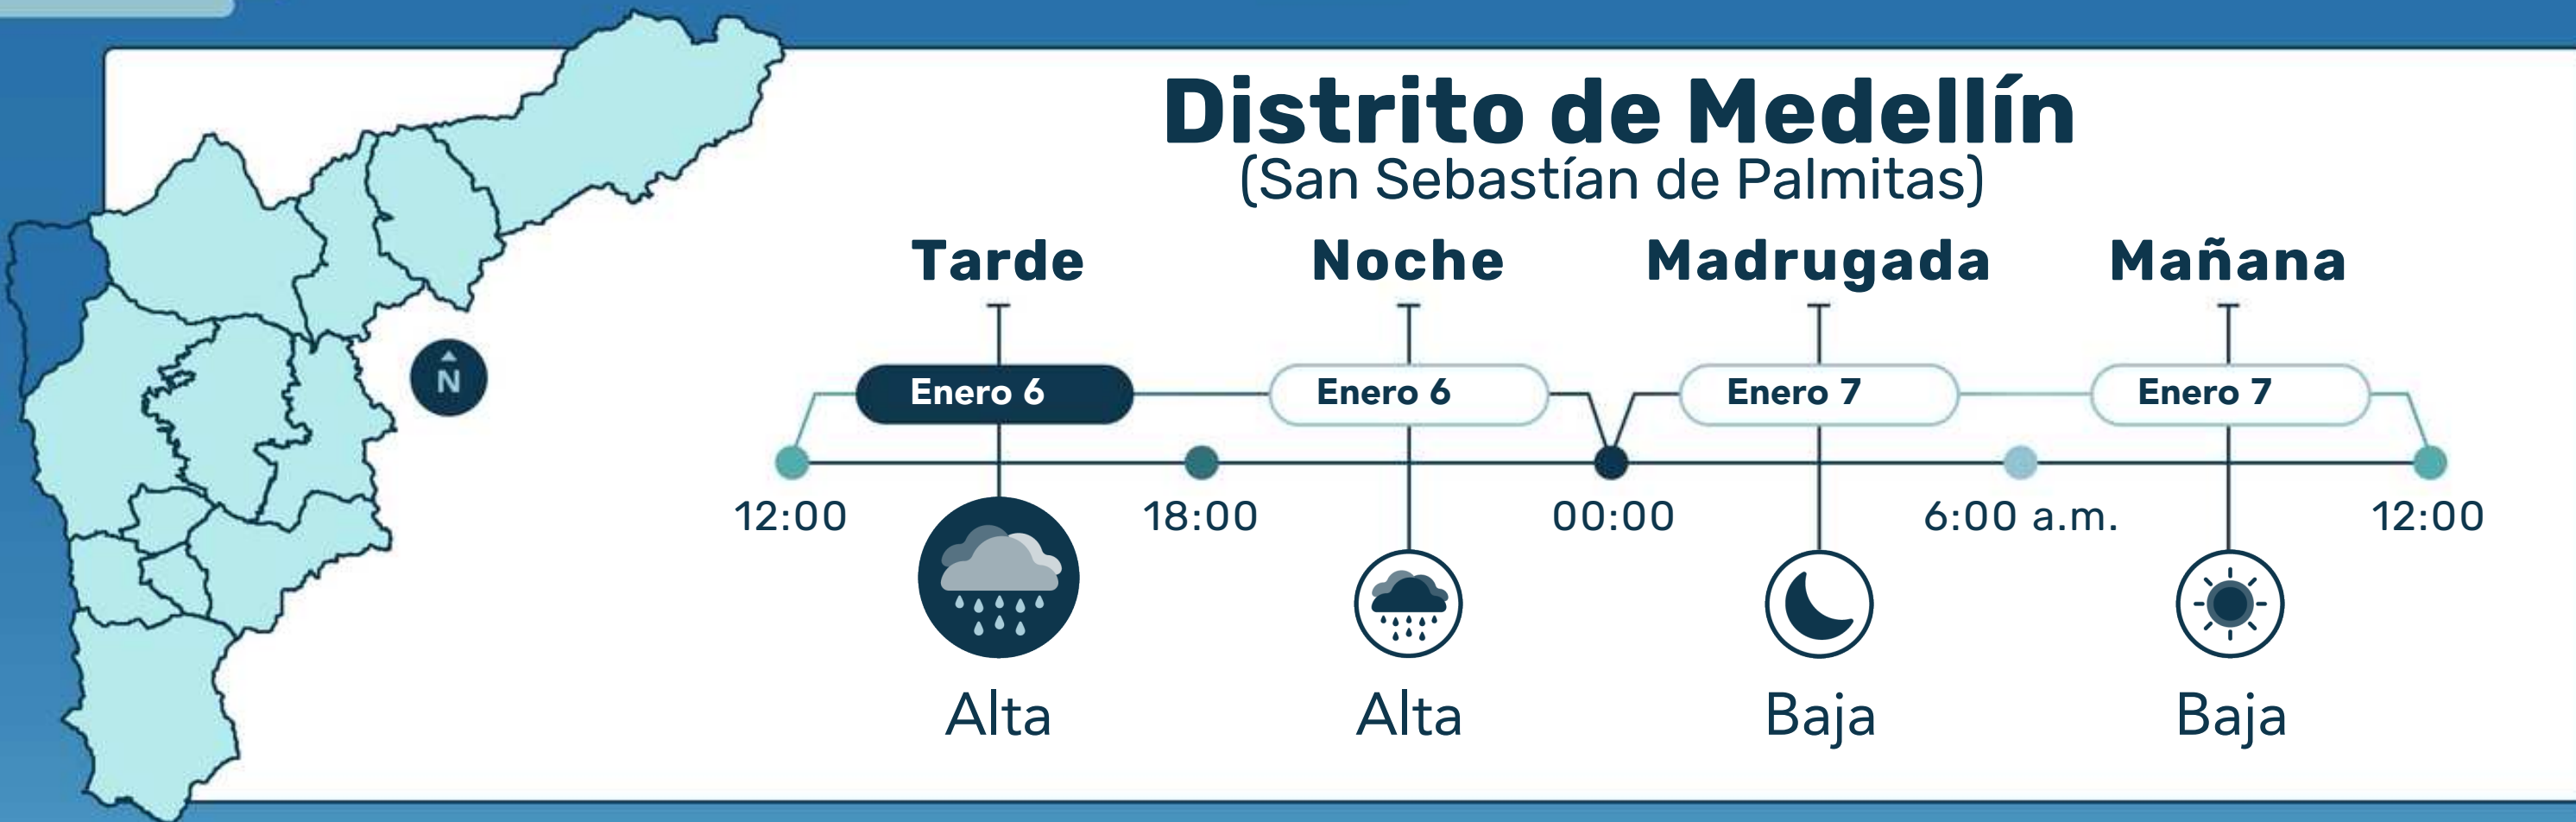 Distrito de Medellín
(San Sebastían de Palmitas)
Tarde Noche Madrugada Mañana
Enero 6 Enero 6 Enero 7 Enero 7
N
12:00 18:00 00:00 6:00 a.m. 12:00
Alta Alta Baja Baja